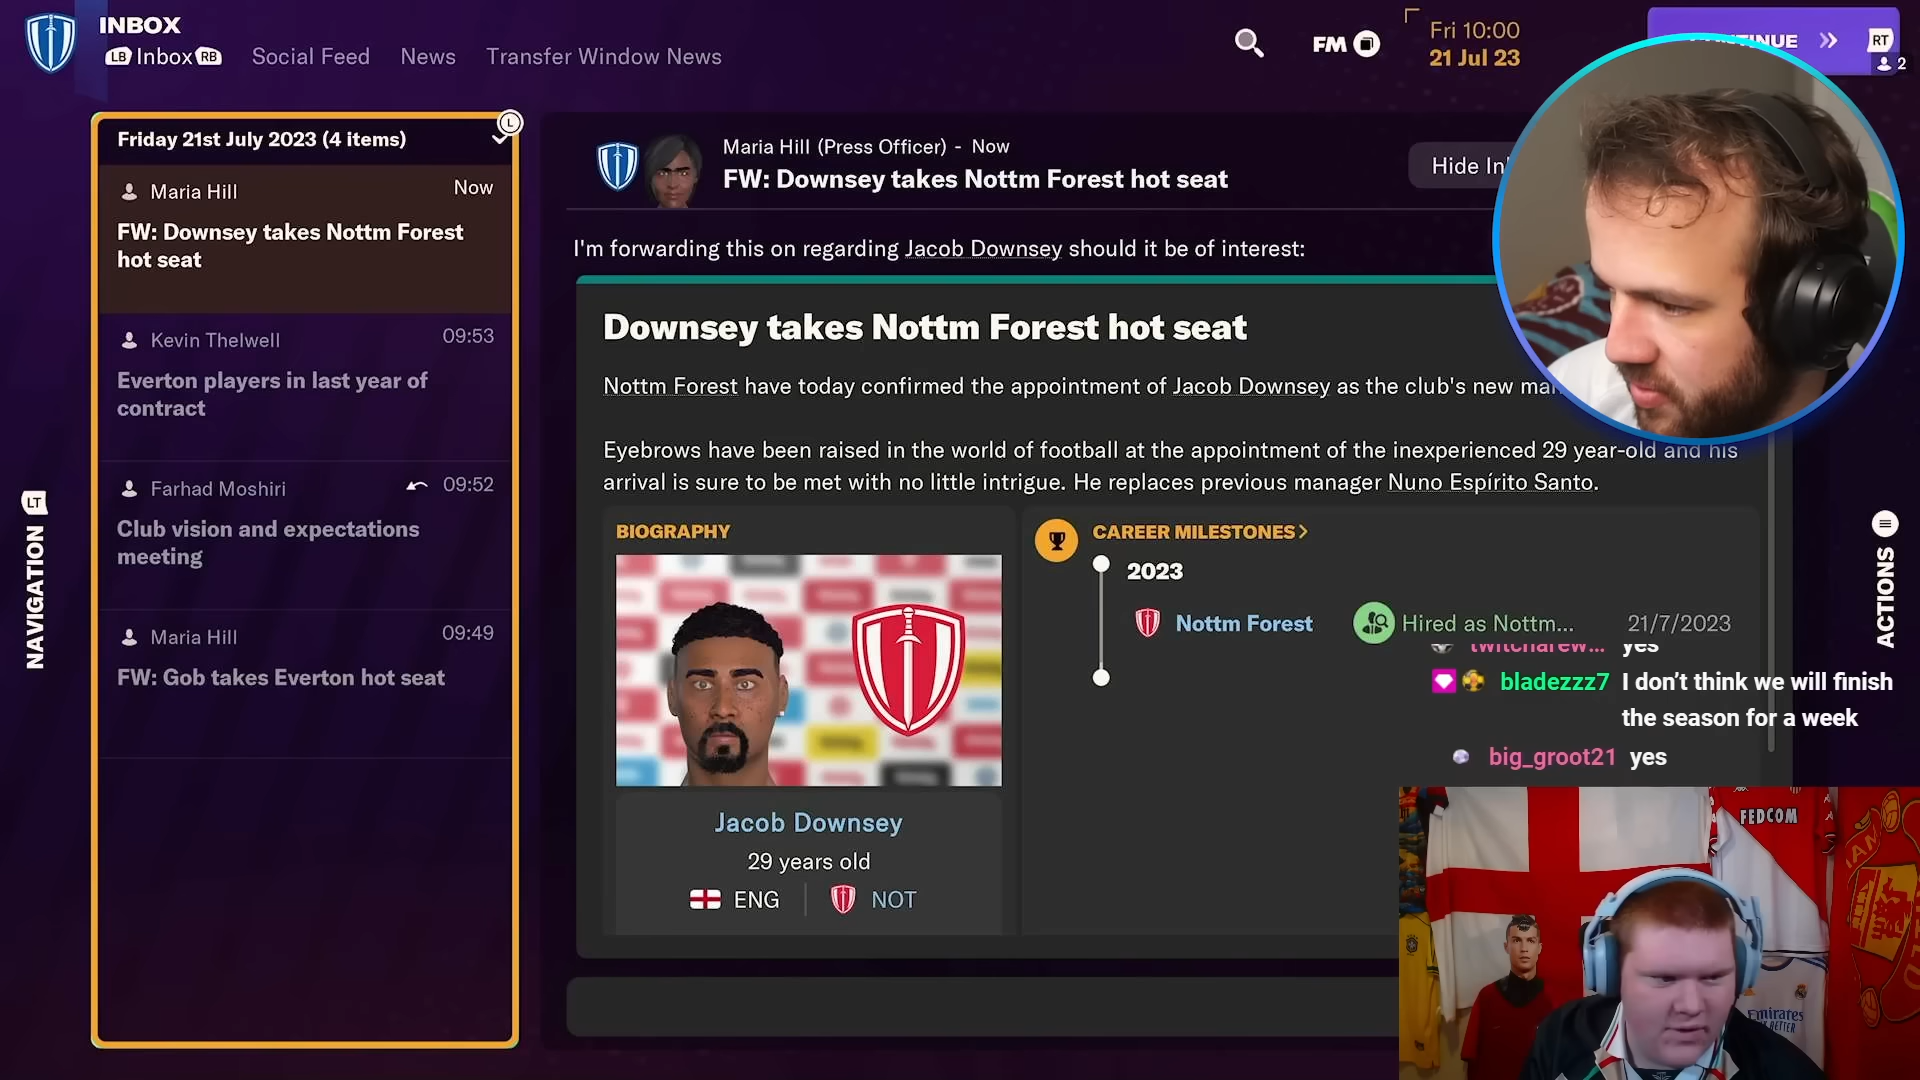 INBOX
LB Inbox RB Social Feed News Transfer Window News
FM
Fri 10:00
21 Jul 23
RT
2
Friday 21st July 2023 (4 items)
L
Maria Hill Now
FW: Downsey takes Nottm Forest
hot seat
Kevin Thelwell 09:53
Everton players in last year of
contract
Farhad Moshiri 09:52
Club vision and expectations
meeting
Maria Hill 09:49
FW: Gob takes Everton hot seat
LT
NAVIGATION
Maria Hill (Press Officer) - Now
FW: Downsey takes Nottm Forest hot seat
Hide
I'm forwarding this on regarding Jacob Downsey should it be of interest:
Downsey takes Nottm Forest hot seat
Nottm Forest have today confirmed the appointment of Jacob Downsey as the club's new
Eyebrows have been raised in the world of football at the appointment of the inexperienced 29 year-old and his
arrival is sure to be met with no little intrigue. He replaces previous manager Nuno Espírito Santo.
BIOGRAPHY
Jacob Downsey
29 years old
ENG NOT
CAREER MILESTONES
2023
Nottm Forest Hired as Nottm... 21/7/2023
yes
bladezzz7 I don't think we will finish
the season for a week
big_groot21 yes
ACTIONS
FEDCOM
Emirates